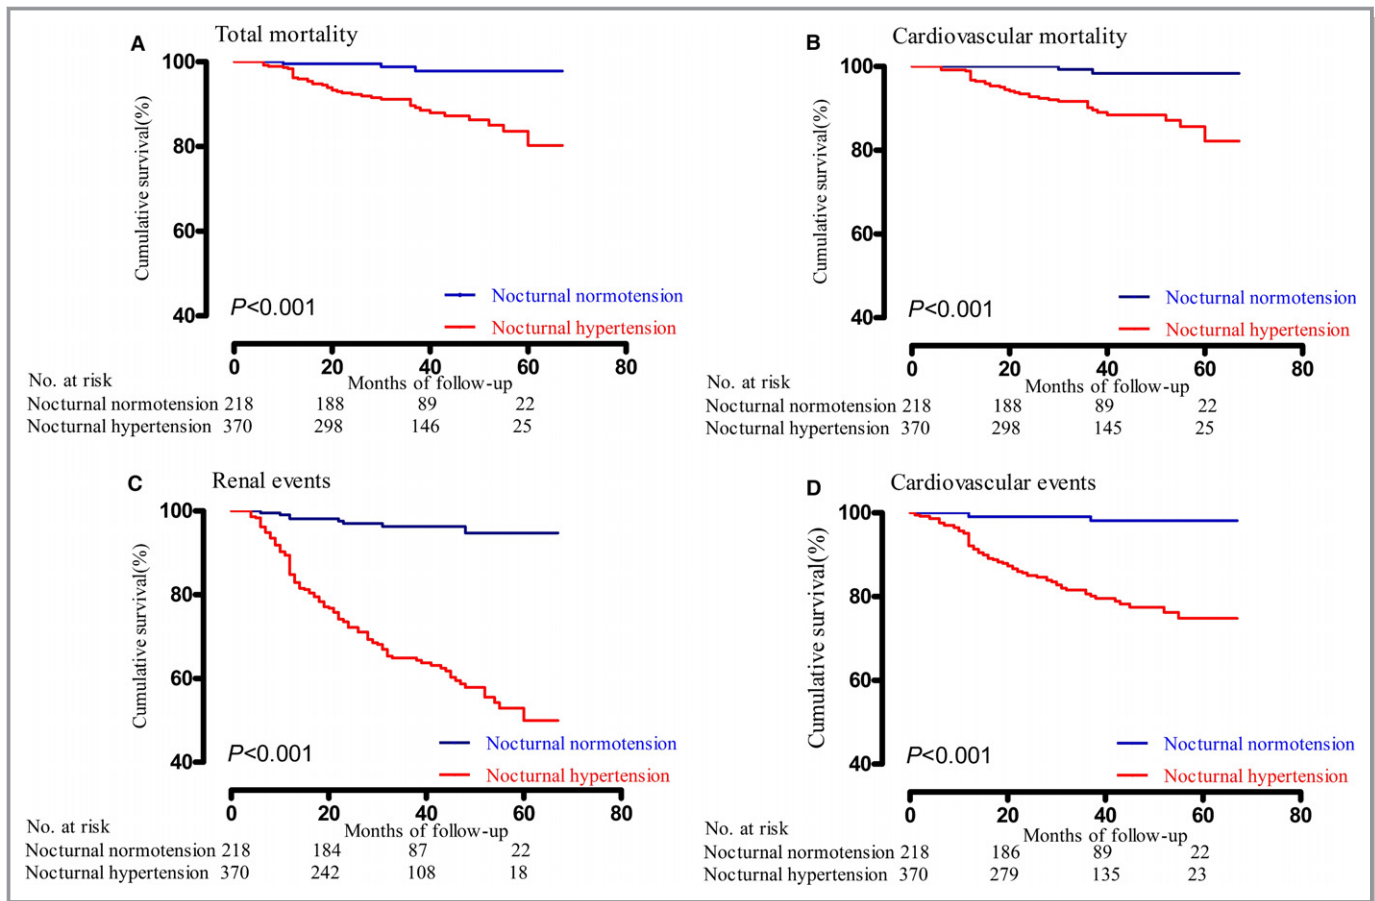 A Total mortality
100
80
60
40
Cumulative survival(%)
P<0.001
Nocturnal normotension
Nocturnal hypertension
0 20 40 60 80
Months of follow-up
No. at risk
Nocturnal normotension 218 188 89 22
Nocturnal hypertension 370 298 146 25
B Cardiovascular mortality
100
80
60
40
Cumulative survival(%)
P<0.001
Nocturnal normotension
Nocturnal hypertension
0 20 40 60 80
Months of follow-up
No. at risk
Nocturnal normotension 218 188 89 22
Nocturnal hypertension 370 298 145 25
C Renal events
100
80
60
40
Cumulative survival(%)
P<0.001
Nocturnal normotension
Nocturnal hypertension
0 20 40 60 80
Months of follow-up
No. at risk
Nocturnal normotension 218 184 87 22
Nocturnal hypertension 370 242 108 18
D Cardiovascular events
100
80
60
40
Cumulative survival(%)
P<0.001
Nocturnal normotension
Nocturnal hypertension
0 20 40 60 80
Months of follow-up
No. at risk
Nocturnal normotension 218 186 89 22
Nocturnal hypertension 370 279 135 23